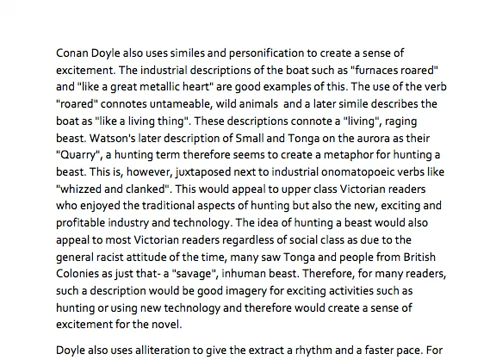 Conan Doyle also uses similes and personification to create a sense of
excitement. The industrial descriptions of the boat such as "furnaces roared"
and "like a great metallic heart" are good examples of this. The use of the verb
"roared" connotes untameable, wild animals  and a later simile describes the
boat as "like a living thing". These descriptions connote a "living", raging
beast. Watson's later description of Small and Tonga on the aurora as their
"Quarry", a hunting term therefore seems to create a metaphor for hunting a
beast. This is, however, juxtaposed next to industrial onomatopoeic verbs like
"whizzed and clanked". This would appeal to upper class Victorian readers
who enjoyed the traditional aspects of hunting but also the new, exciting and
profitable industry and technology. The idea of hunting a beast would also
appeal to most Victorian readers regardless of social class as due to the
general racist attitude of the time, many saw Tonga and people from British
Colonies as just that- a "savage", inhuman beast. Therefore, for many readers,
such a description would be good imagery for exciting activities such as
hunting or using new technology and therefore would create a sense of
excitement for the novel.
Doyle also uses alliteration to give the extract a rhythm and a faster pace. For